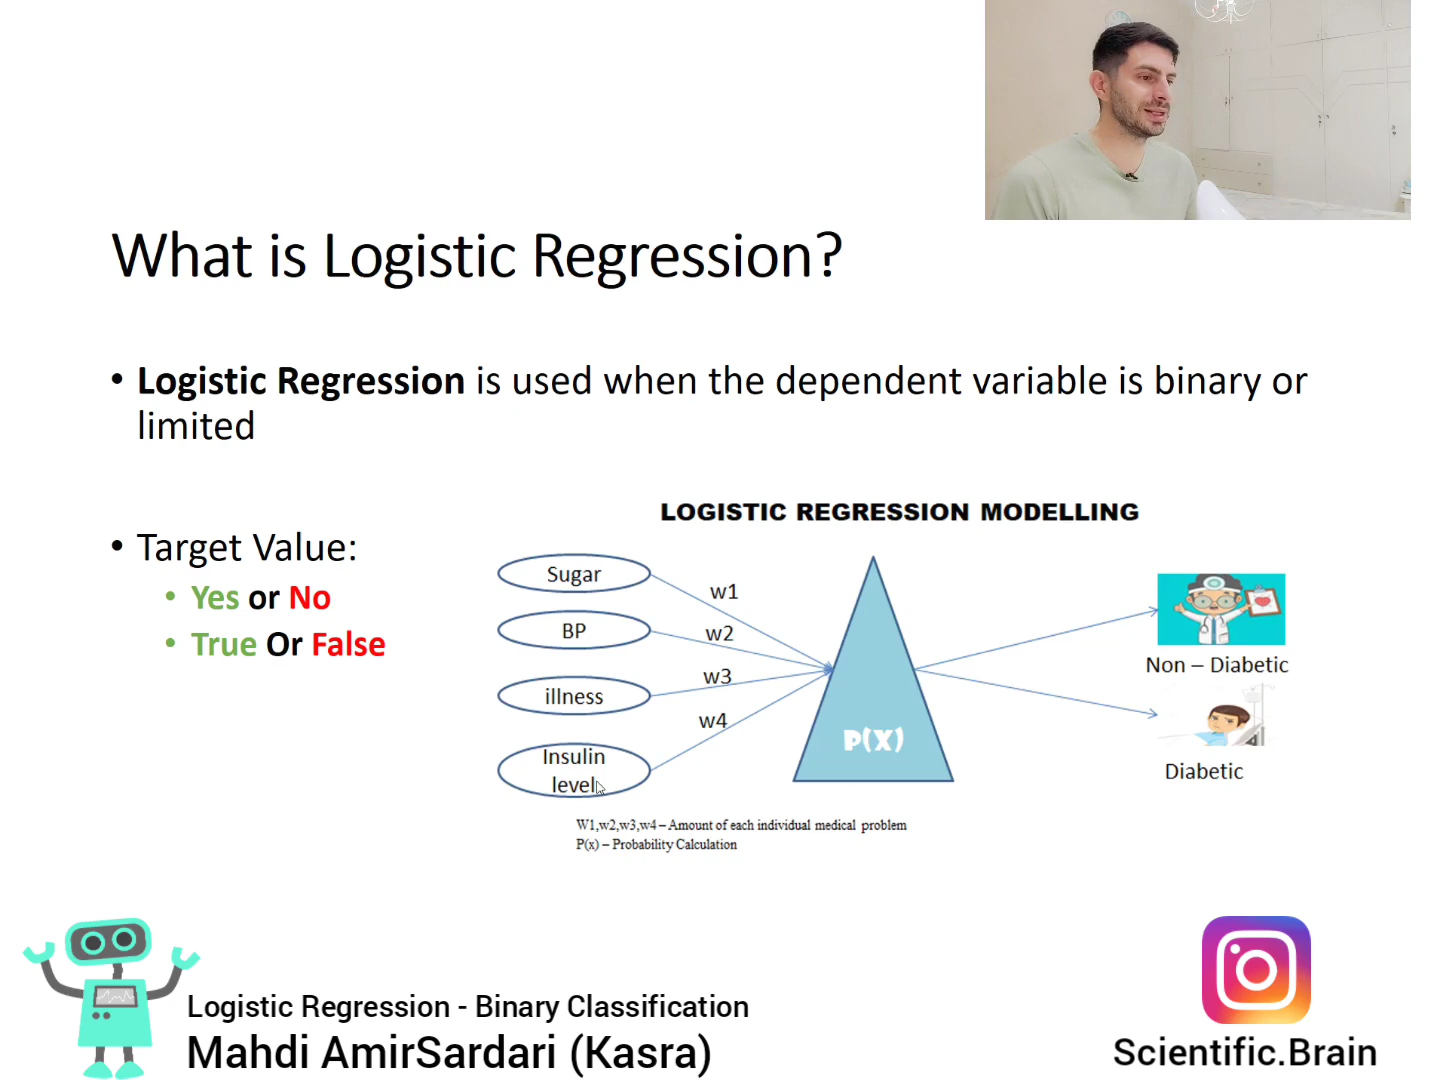 What is Logistic Regression?
• Logistic Regression is used when the dependent variable is binary or
limited
• Target Value:
• Yes or No
• True Or False
LOGISTIC REGRESSION MODELLING
Sugar
BP
illness
Insulin
level
w1
w2
w3
w4
P(X)
Non – Diabetic
Diabetic
W1,w2,w3,w4 – Amount of each individual medical problem
P(x) – Probability Calculation
Logistic Regression - Binary Classification
Mahdi AmirSardari (Kasra)
Scientific.Brain